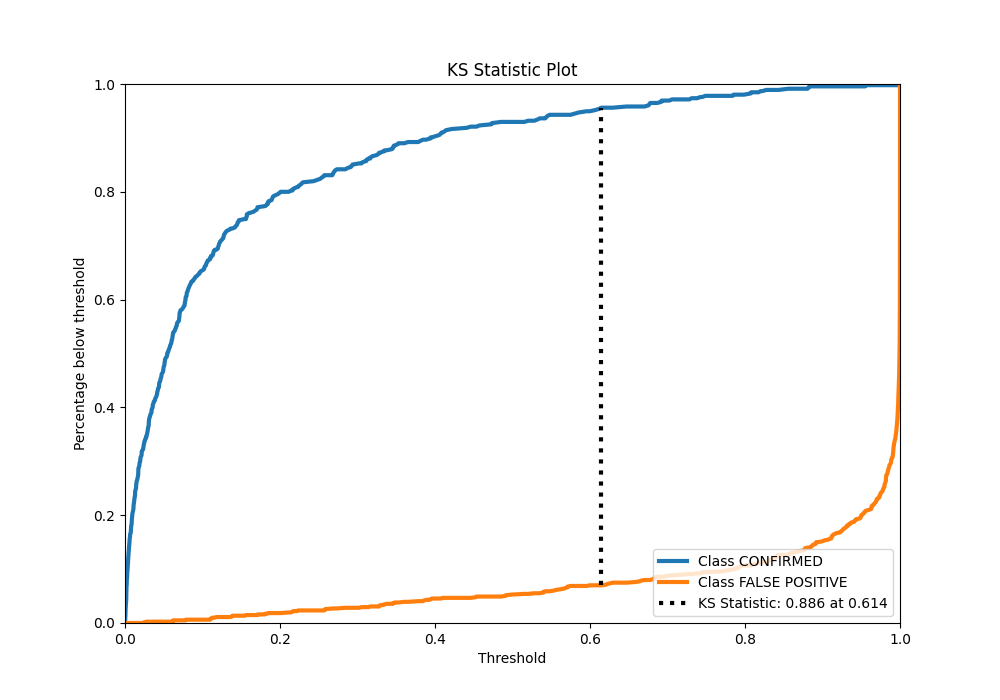 KS Statistic Plot
Percentage below threshold
1.0
0.8
0.6
0.4
0.2
0.0
0.0 0.2 0.4 0.6 0.8 1.0
Threshold
Class CONFIRMED
Class FALSE POSITIVE
KS Statistic: 0.886 at 0.614